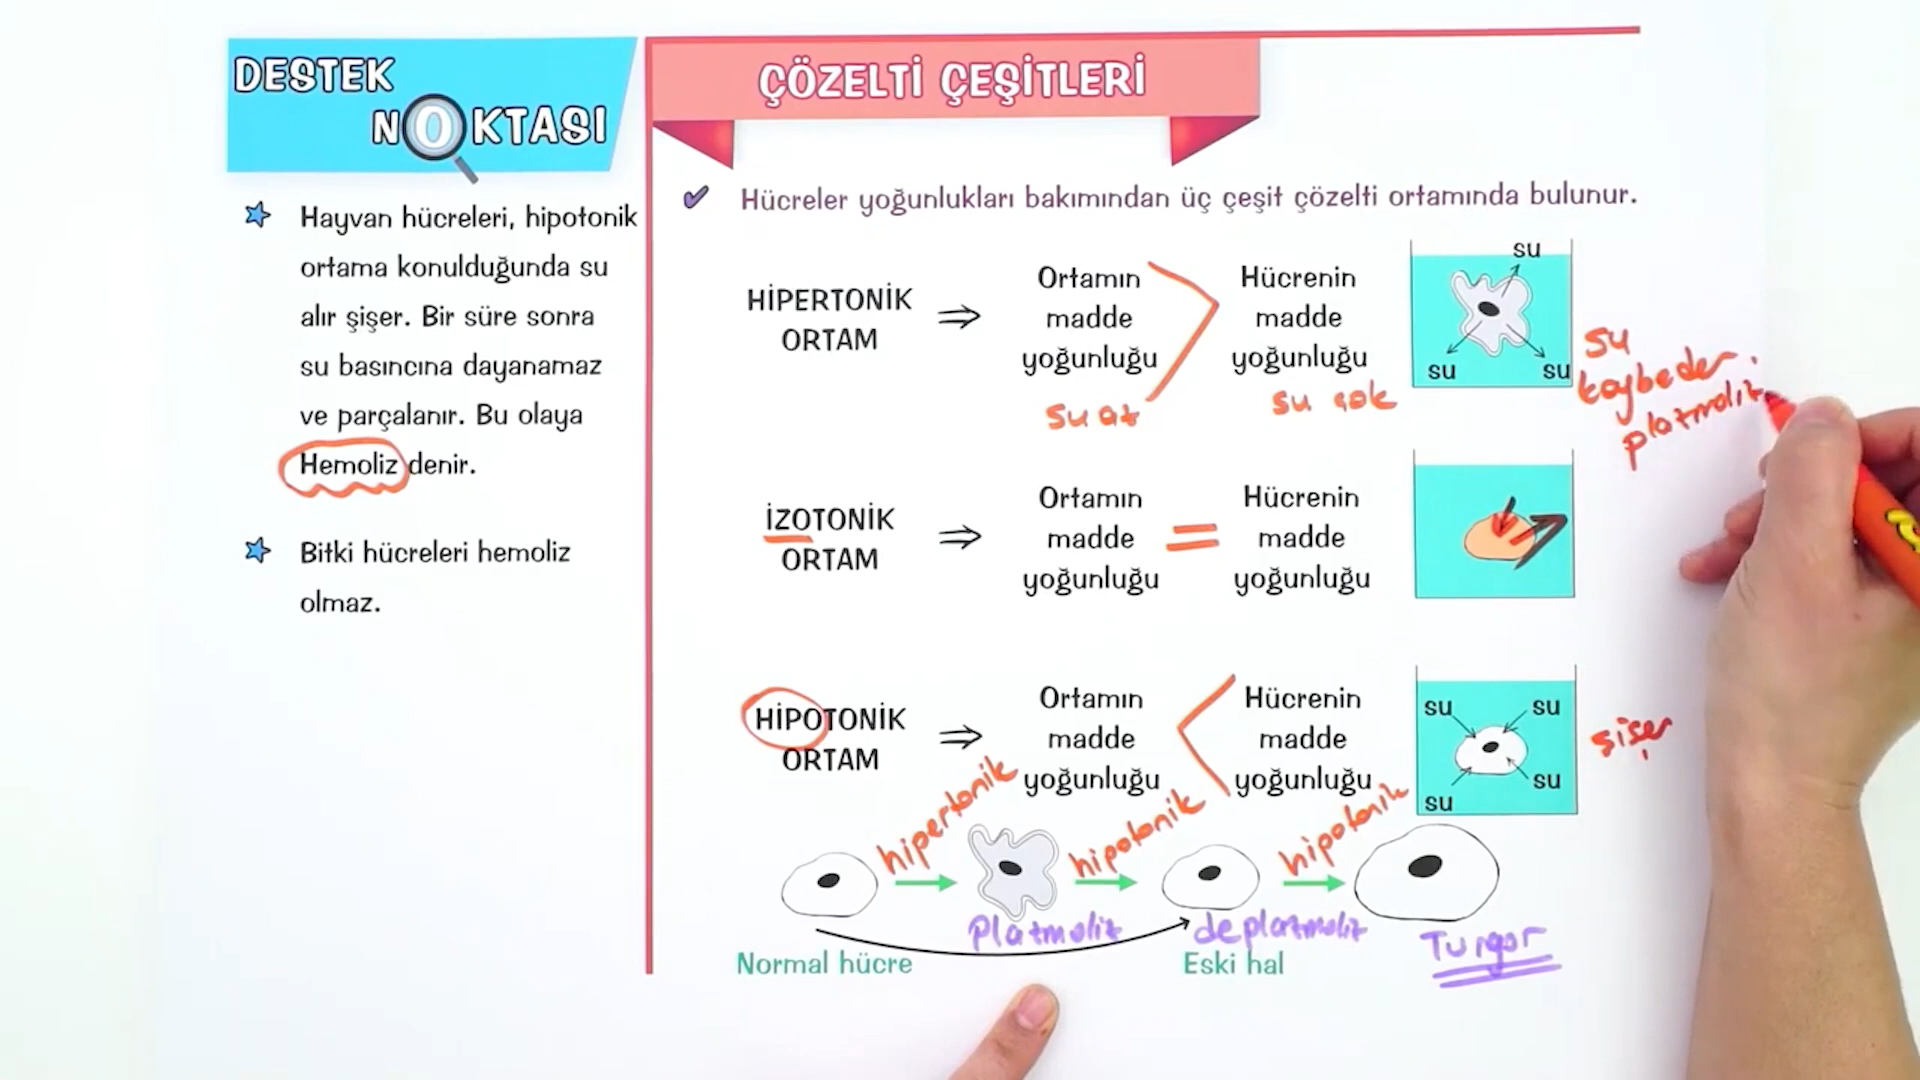 DESTEK
NOKTASI
Hayvan hücreleri, hipotonik
ortama konulduğunda su
alır şişer. Bir süre sonra
su basıncına dayanamaz
ve parçalanır. Bu olaya
Hemoliz denir.
Bitki hücreleri hemoliz
olmaz.
ÇÖZELTİ ÇEŞİTLERİ
Hücreler yoğunlukları bakımından üç çeşit çözelti ortamında bulunur.
HİPERTONİK
ORTAM
⇒
Ortamın
madde
yoğunluğu
su az
>
Hücrenin
madde
yoğunluğu
su çok
su
su
su
su
kaybeder.
plazmoliz
İZOTONİK
ORTAM
⇒
Ortamın
madde
yoğunluğu
=
Hücrenin
madde
yoğunluğu
HİPOTONİK
ORTAM
⇒
Ortamın
madde
yoğunluğu
<
Hücrenin
madde
yoğunluğu
su
su
su
su
şişer
hipertonik
hipotonik
hipotonik
Plazmoliz
deplazmoliz
Turgor
Normal hücre
Eski hal